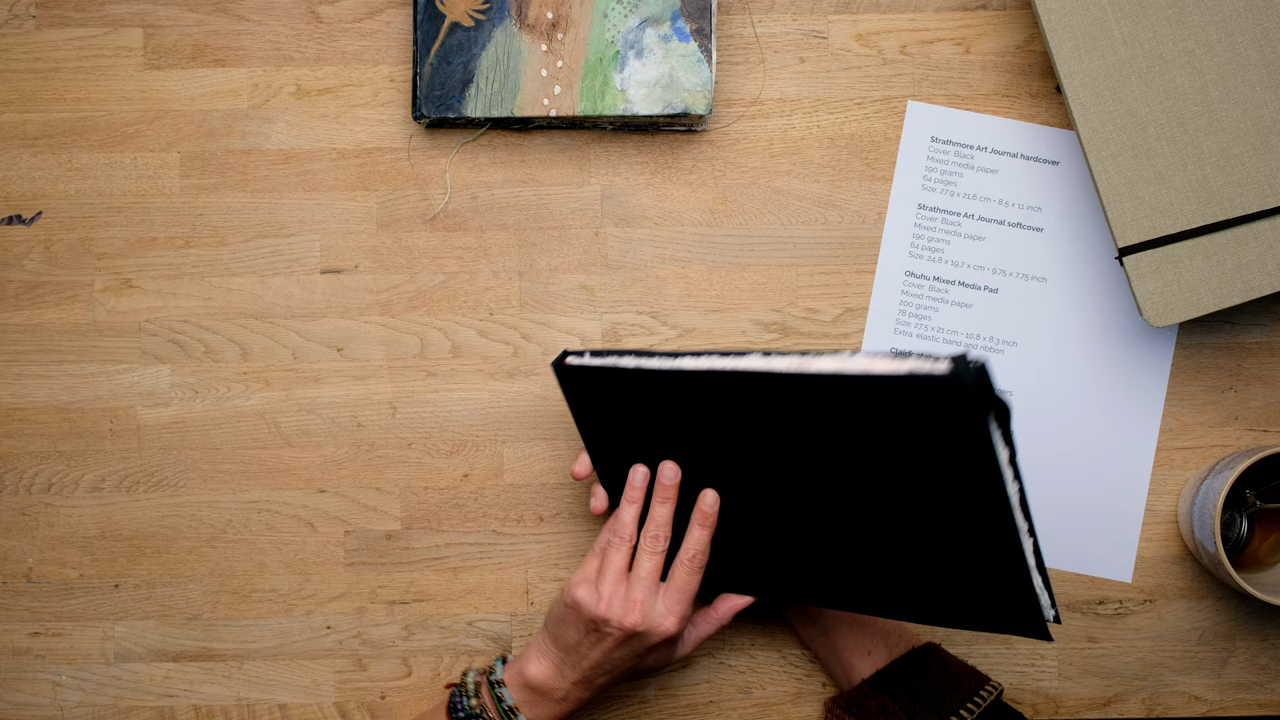 Strathmore Art Journal hardcover
Cover: Black
Mixed media paper
190 grams
64 pages
Size: 27.9 x 21.6 cm • 8.5 x 11 inch
Strathmore Art Journal softcover
Cover: Black
Mixed media paper
190 grams
64 pages
Size: 24.8 x 19.7 x cm • 9.75 x 7.75 inch
Ohuhu Mixed Media Pad
Cover: Black
Mixed media paper
200 grams
78 pages
Size: 27.5 x 21 cm • 10.8 x 8.3 inch
Extra: elastic band and ribbon